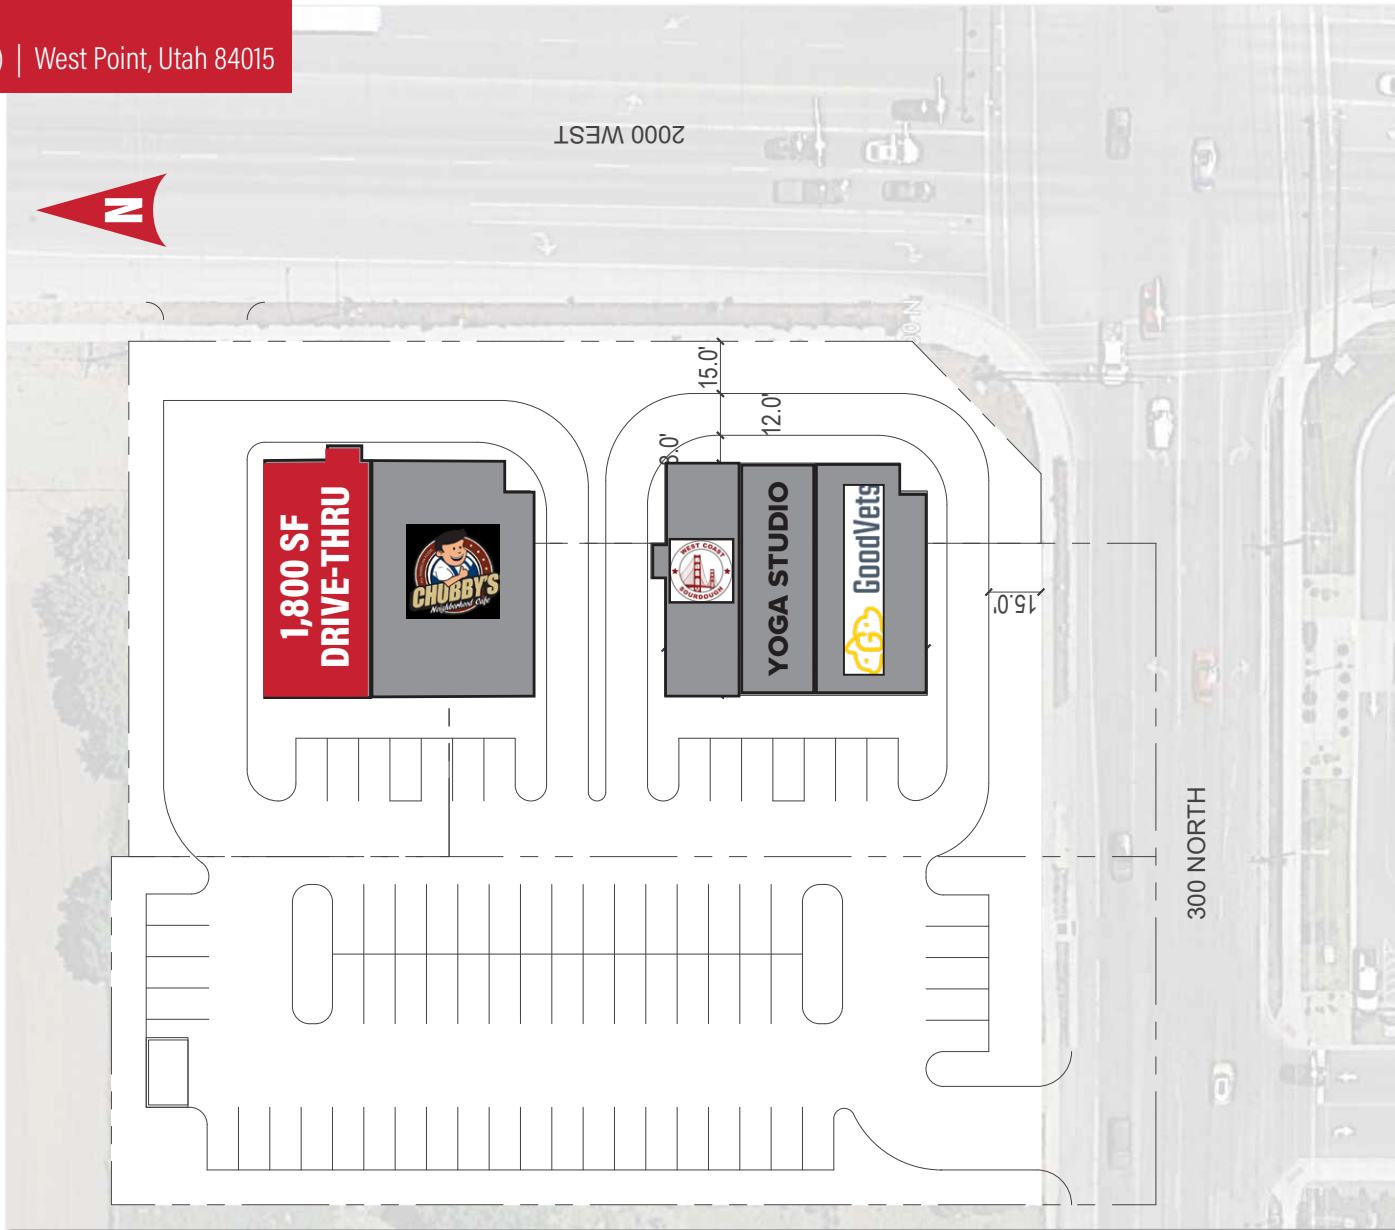 ) | West Point, Utah 84015
2000 WEST
N
15.0'
12.0'
8.0'
1,800 SF
DRIVE-THRU
CHUBBY'S
Neighborhood Cafe
WEST COAST
SOURDOUGH
YOGA STUDIO
GoodVets
15.0'
300 NORTH